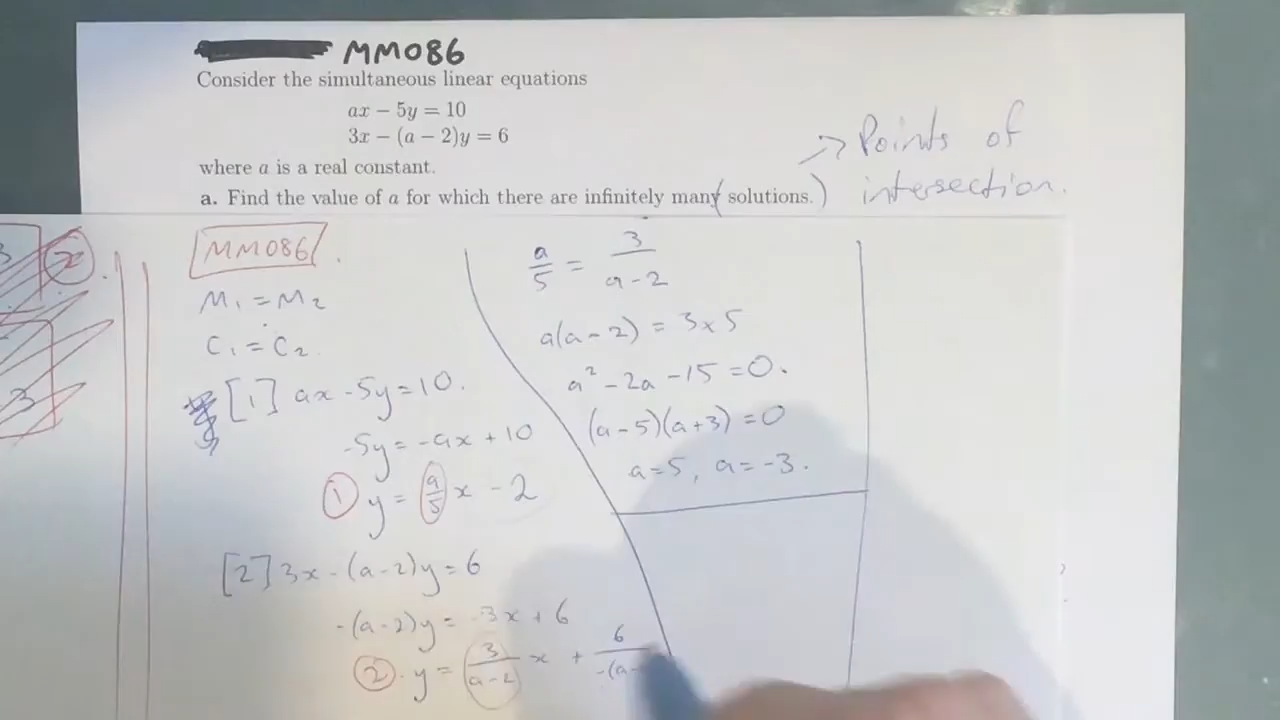 MM086
Consider the simultaneous linear equations
ax − 5y = 10
3x − (a − 2)y = 6
where a is a real constant.
a. Find the value of a for which there are infinitely many (solutions.)
→ Points of
intersection.
3
x
3
MM086.
M₁ = M₂
C₁ = C₂
[1] ax - 5y = 10.
-5y = -ax + 10
① y = a/5 x - 2
[2] 3x - (a-2)y = 6
-(a-2)y = -3x + 6
②. y = 3/(a-2) x + 6/-(a-
a/5 = 3/(a-2)
a(a-2) = 3x5
a² - 2a - 15 = 0.
(a-5)(a+3) = 0
a=5, a=-3.